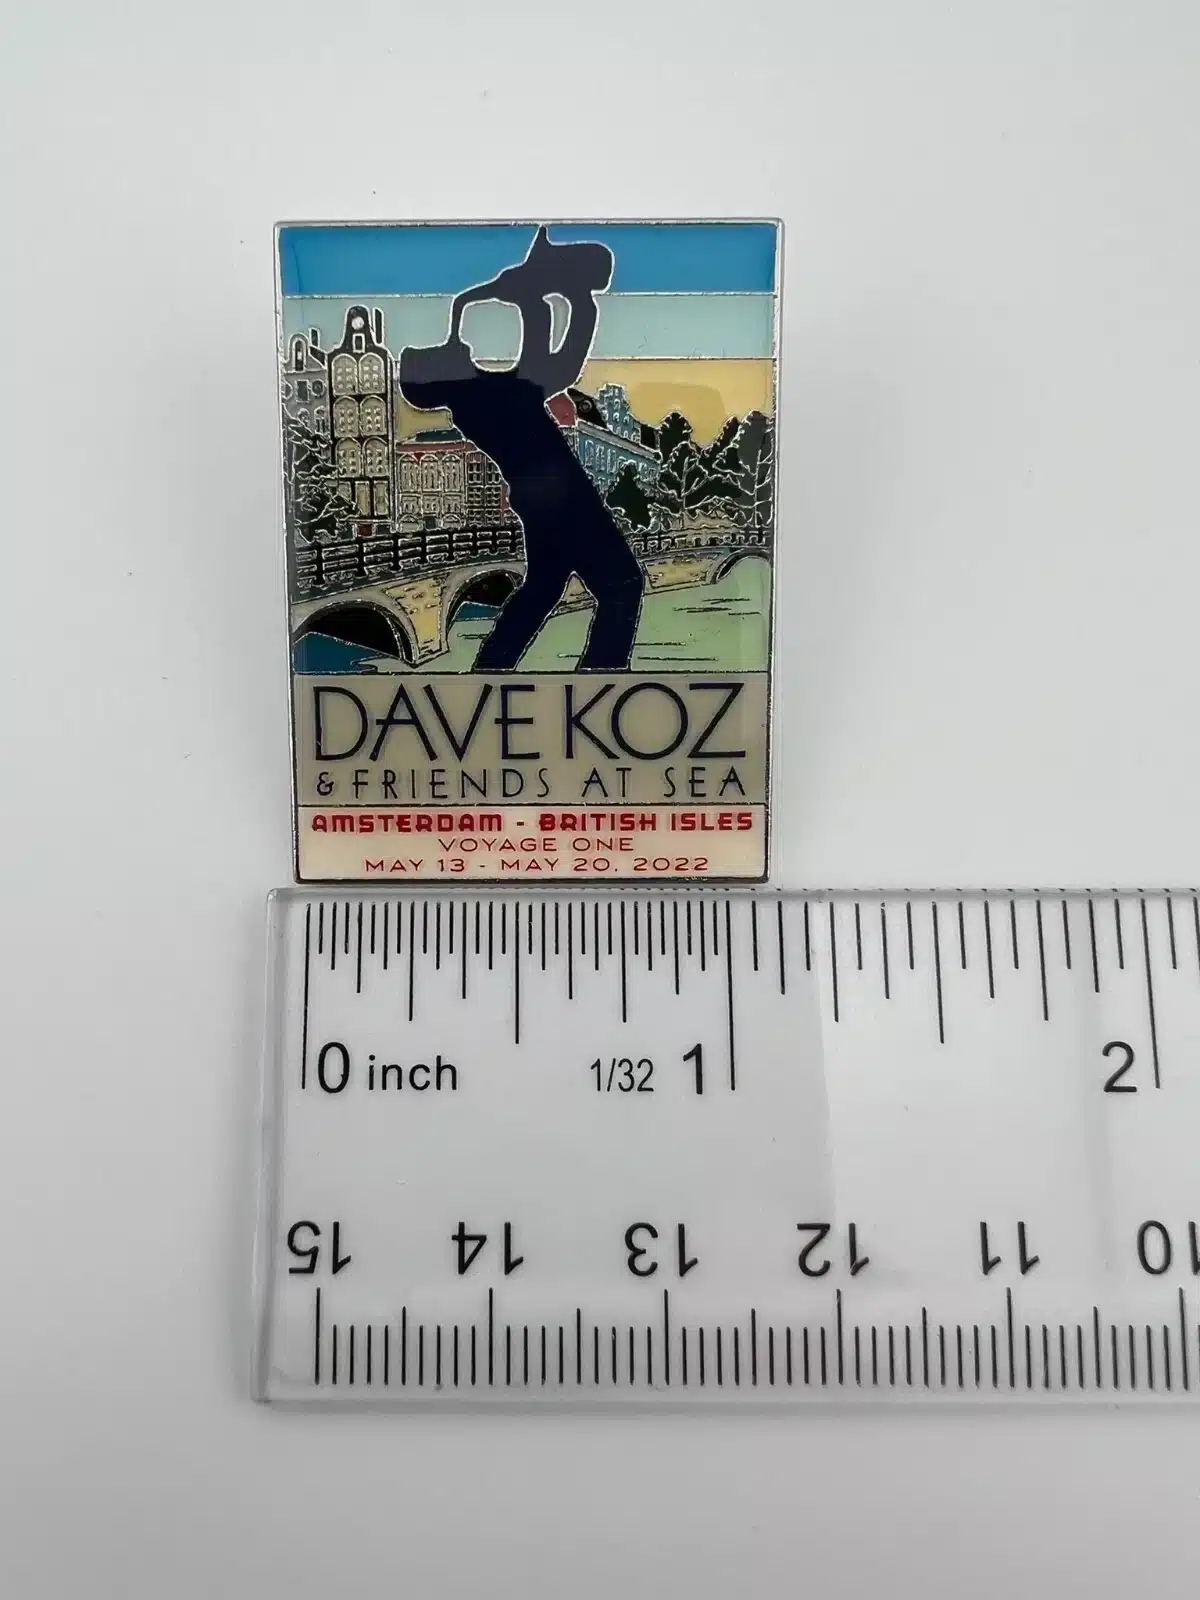 DAVE KOZ
& FRIENDS AT SEA
AMSTERDAM - BRITISH ISLES
VOYAGE ONE
MAY 13 - MAY 20, 2022
0 inch 1/32 1 2
15 14 13 12 11 10